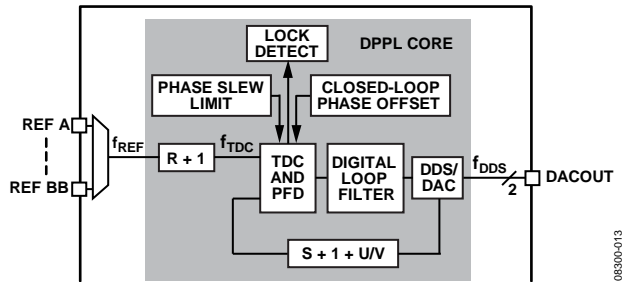 LOCK
DETECT
DPPL CORE
PHASE SLEW
LIMIT
CLOSED-LOOP
PHASE OFFSET
REF A
REF BB
fREF
R + 1
fTDC
TDC
AND
PFD
DIGITAL
LOOP
FILTER
DDS/
DAC
fDDS
2
DACOUT
S + 1 + U/V
08300-013